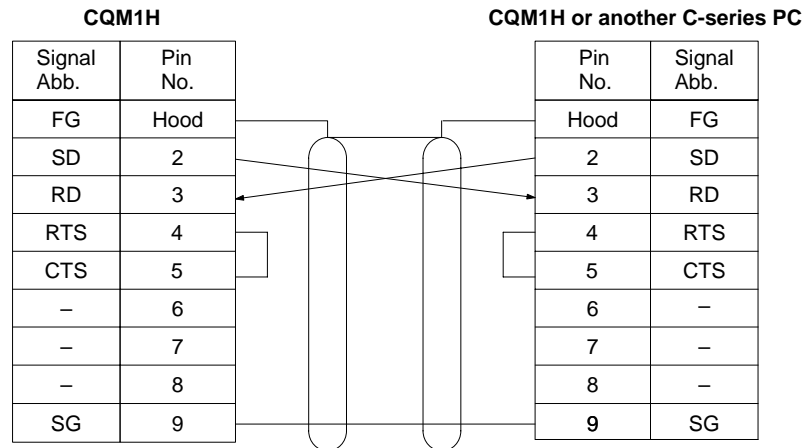 CQM1H
CQM1H or another C-series PC
Signal Abb. Pin No.
Pin No. Signal Abb.
FG Hood Hood FG
SD 2 2 SD
RD 3 3 RD
RTS 4 4 RTS
CTS 5 5 CTS
– 6 6 –
– 7 7 –
– 8 8 –
SG 9 9 SG